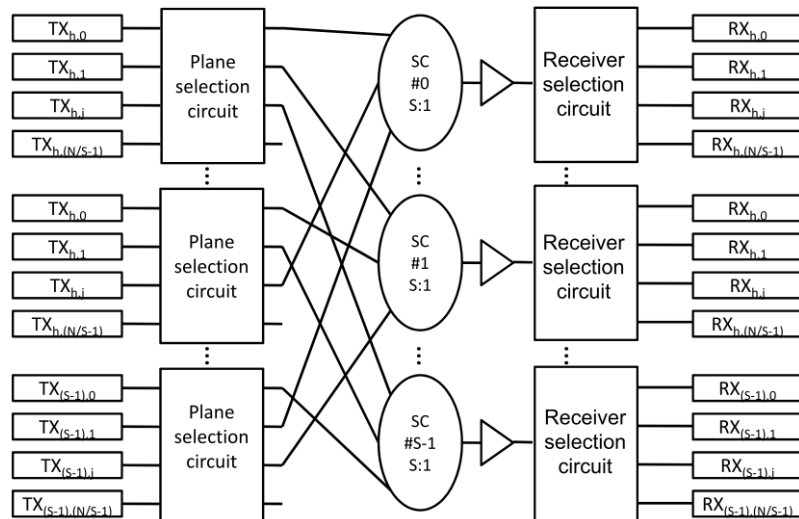 TXh,0
TXh,1
TXh,j
TXh,(N/S-1)
Plane
selection
circuit
SC
#0
S:1
Receiver
selection
circuit
RXh,0
RXh,1
RXh,j
RXh,(N/S-1)
TXh,0
TXh,1
TXh,j
TXh,(N/S-1)
Plane
selection
circuit
SC
#1
S:1
Receiver
selection
circuit
RXh,0
RXh,1
RXh,j
RXh,(N/S-1)
TX(S-1),0
TX(S-1),1
TX(S-1),j
TX(S-1),(N/S-1)
Plane
selection
circuit
SC
#S-1
S:1
Receiver
selection
circuit
RX(S-1),0
RX(S-1),1
RX(S-1),j
RX(S-1),(N/S-1)